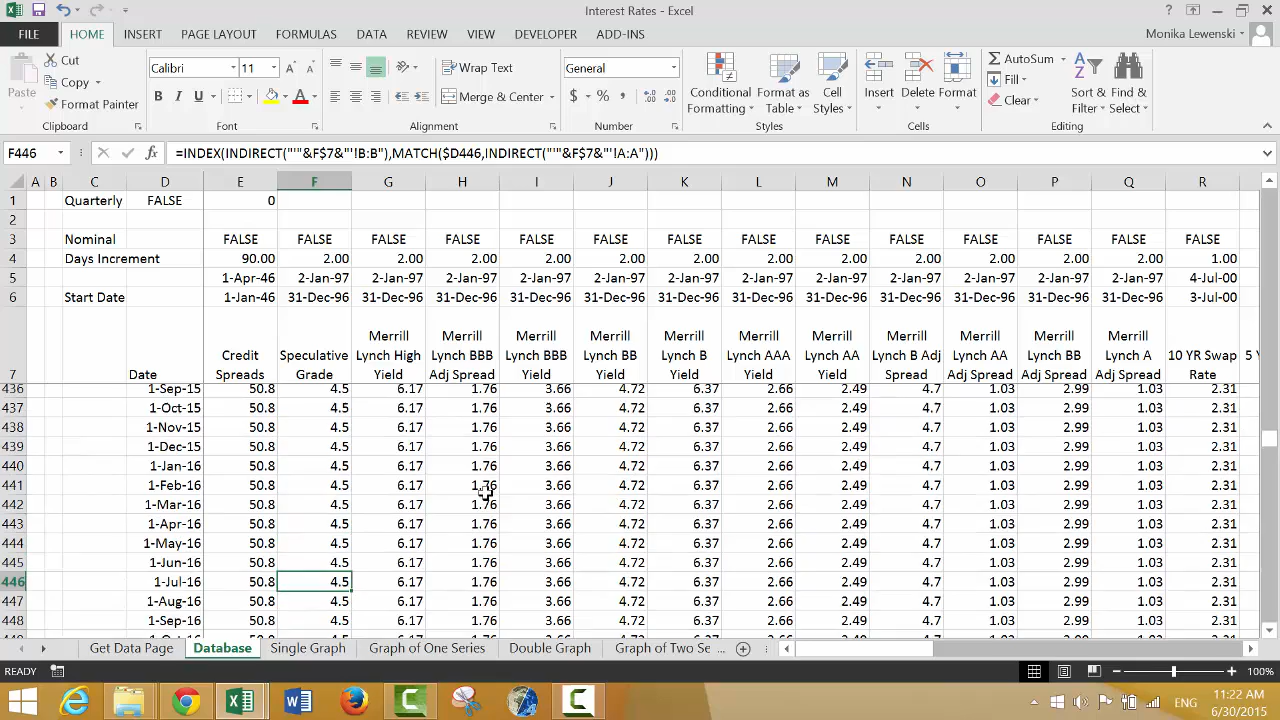 Interest Rates - Excel
FILE HOME INSERT PAGE LAYOUT FORMULAS DATA REVIEW VIEW DEVELOPER ADD-INS Monika Lewenski
Cut Calibri 11 Wrap Text General AutoSum
Copy Fill
Paste Format Painter B I U A Merge & Center $ % , Conditional Formatting Format as Table Cell Styles Insert Delete Format Clear Sort & Filter Find & Select
Clipboard Font Alignment Number Styles Cells Editing
F446 fx =INDEX(INDIRECT("'"&F$7&"'!B:B"),MATCH($D446,INDIRECT("'"&F$7&"'!A:A")))
A B C D E F G H I J K L M N O P Q R
1 Quarterly FALSE 0
2
3 Nominal FALSE FALSE FALSE FALSE FALSE FALSE FALSE FALSE FALSE FALSE FALSE FALSE FALSE FALSE
4 Days Increment 90.00 2.00 2.00 2.00 2.00 2.00 2.00 2.00 2.00 2.00 2.00 2.00 2.00 1.00
5 1-Apr-46 2-Jan-97 2-Jan-97 2-Jan-97 2-Jan-97 2-Jan-97 2-Jan-97 2-Jan-97 2-Jan-97 2-Jan-97 2-Jan-97 2-Jan-97 2-Jan-97 4-Jul-00
6 Start Date 1-Jan-46 31-Dec-96 31-Dec-96 31-Dec-96 31-Dec-96 31-Dec-96 31-Dec-96 31-Dec-96 31-Dec-96 31-Dec-96 31-Dec-96 31-Dec-96 31-Dec-96 3-Jul-00
Merrill Merrill Merrill Merrill Merrill Merrill Merrill Merrill Merrill Merrill Merrill
Credit Speculative Lynch High Lynch BBB Lynch BBB Lynch BB Lynch B Lynch AAA Lynch AA Lynch B Adj Lynch AA Lynch BB Lynch A 10 YR Swap
7 Date Spreads Grade Yield Adj Spread Yield Yield Yield Yield Yield Spread Adj Spread Adj Spread Adj Spread Rate 5 Y
436 1-Sep-15 50.8 4.5 6.17 1.76 3.66 4.72 6.37 2.66 2.49 4.7 1.03 2.99 1.03 2.31
437 1-Oct-15 50.8 4.5 6.17 1.76 3.66 4.72 6.37 2.66 2.49 4.7 1.03 2.99 1.03 2.31
438 1-Nov-15 50.8 4.5 6.17 1.76 3.66 4.72 6.37 2.66 2.49 4.7 1.03 2.99 1.03 2.31
439 1-Dec-15 50.8 4.5 6.17 1.76 3.66 4.72 6.37 2.66 2.49 4.7 1.03 2.99 1.03 2.31
440 1-Jan-16 50.8 4.5 6.17 1.76 3.66 4.72 6.37 2.66 2.49 4.7 1.03 2.99 1.03 2.31
441 1-Feb-16 50.8 4.5 6.17 1.76 3.66 4.72 6.37 2.66 2.49 4.7 1.03 2.99 1.03 2.31
442 1-Mar-16 50.8 4.5 6.17 1.76 3.66 4.72 6.37 2.66 2.49 4.7 1.03 2.99 1.03 2.31
443 1-Apr-16 50.8 4.5 6.17 1.76 3.66 4.72 6.37 2.66 2.49 4.7 1.03 2.99 1.03 2.31
444 1-May-16 50.8 4.5 6.17 1.76 3.66 4.72 6.37 2.66 2.49 4.7 1.03 2.99 1.03 2.31
445 1-Jun-16 50.8 4.5 6.17 1.76 3.66 4.72 6.37 2.66 2.49 4.7 1.03 2.99 1.03 2.31
446 1-Jul-16 50.8 4.5 6.17 1.76 3.66 4.72 6.37 2.66 2.49 4.7 1.03 2.99 1.03 2.31
447 1-Aug-16 50.8 4.5 6.17 1.76 3.66 4.72 6.37 2.66 2.49 4.7 1.03 2.99 1.03 2.31
448 1-Sep-16 50.8 4.5 6.17 1.76 3.66 4.72 6.37 2.66 2.49 4.7 1.03 2.99 1.03 2.31
Get Data Page Database Single Graph Graph of One Series Double Graph Graph of Two Se ...
READY 100%
ENG 11:22 AM
6/30/2015